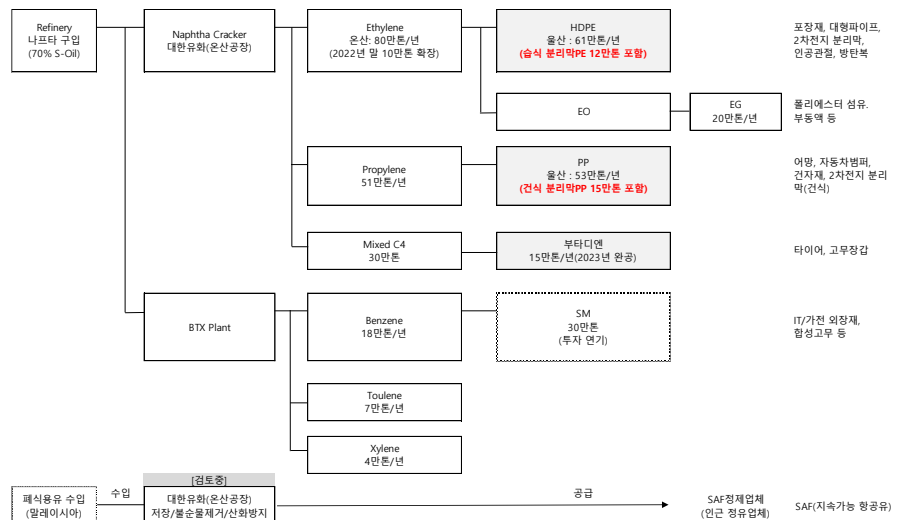 Refinery
나프타 구입
(70% S-Oil)
Naphtha Cracker
대한유화(온산공장)
Ethylene
온산: 80만톤/년
(2022년 말 10만톤 확장)
HDPE
울산 : 61만톤/년
(습식 분리막PE 12만톤 포함)
포장재, 대형파이프,
2차전지 분리막,
인공관절, 방탄복
EO
EG
20만톤/년
폴리에스터 섬유.
부동액 등
Propylene
51만톤/년
PP
울산 : 53만톤/년
(건식 분리막PP 15만톤 포함)
어망, 자동차범퍼,
건자재, 2차전지 분리
막(건식)
Mixed C4
30만톤
부타디엔
15만톤/년(2023년 완공)
타이어, 고무장갑
BTX Plant
Benzene
18만톤/년
SM
30만톤
(투자 연기)
IT/가전 외장재,
합성고무 등
Toulene
7만톤/년
Xylene
4만톤/년
[검토중]
폐식용유 수입
(말레이시아)
수입
대한유화(온산공장)
저장/불순물제거/산화방지
공급
SAF정제업체
(인근 정유업체)
SAF(지속가능 항공유)